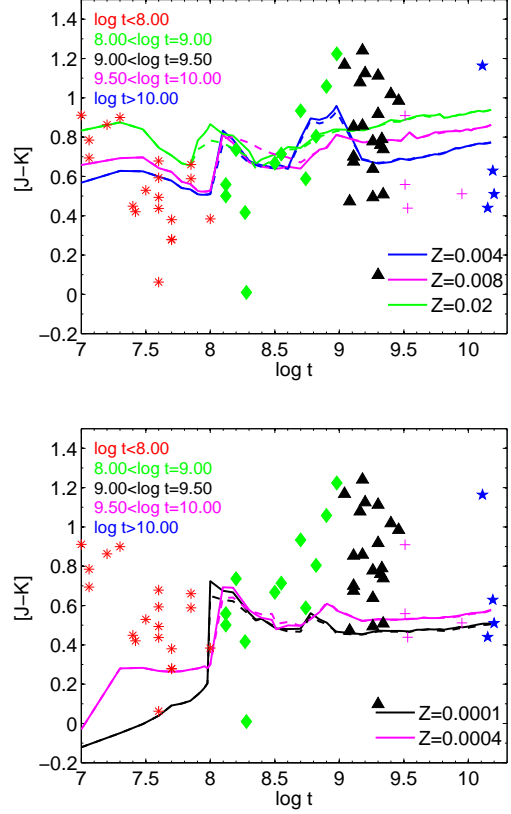 1.4
1.2
1
0.8
0.6
0.4
0.2
0
−0.2
[J−K]
log t<8.00
8.00<log t=9.00
9.00<log t=9.50
9.50<log t=10.00
log t>10.00
Z=0.004
Z=0.008
Z=0.02
7 7.5 8 8.5 9 9.5 10
log t
1.4
1.2
1
0.8
0.6
0.4
0.2
0
−0.2
[J−K]
log t<8.00
8.00<log t=9.00
9.00<log t=9.50
9.50<log t=10.00
log t>10.00
Z=0.0001
Z=0.0004
7 7.5 8 8.5 9 9.5 10
log t